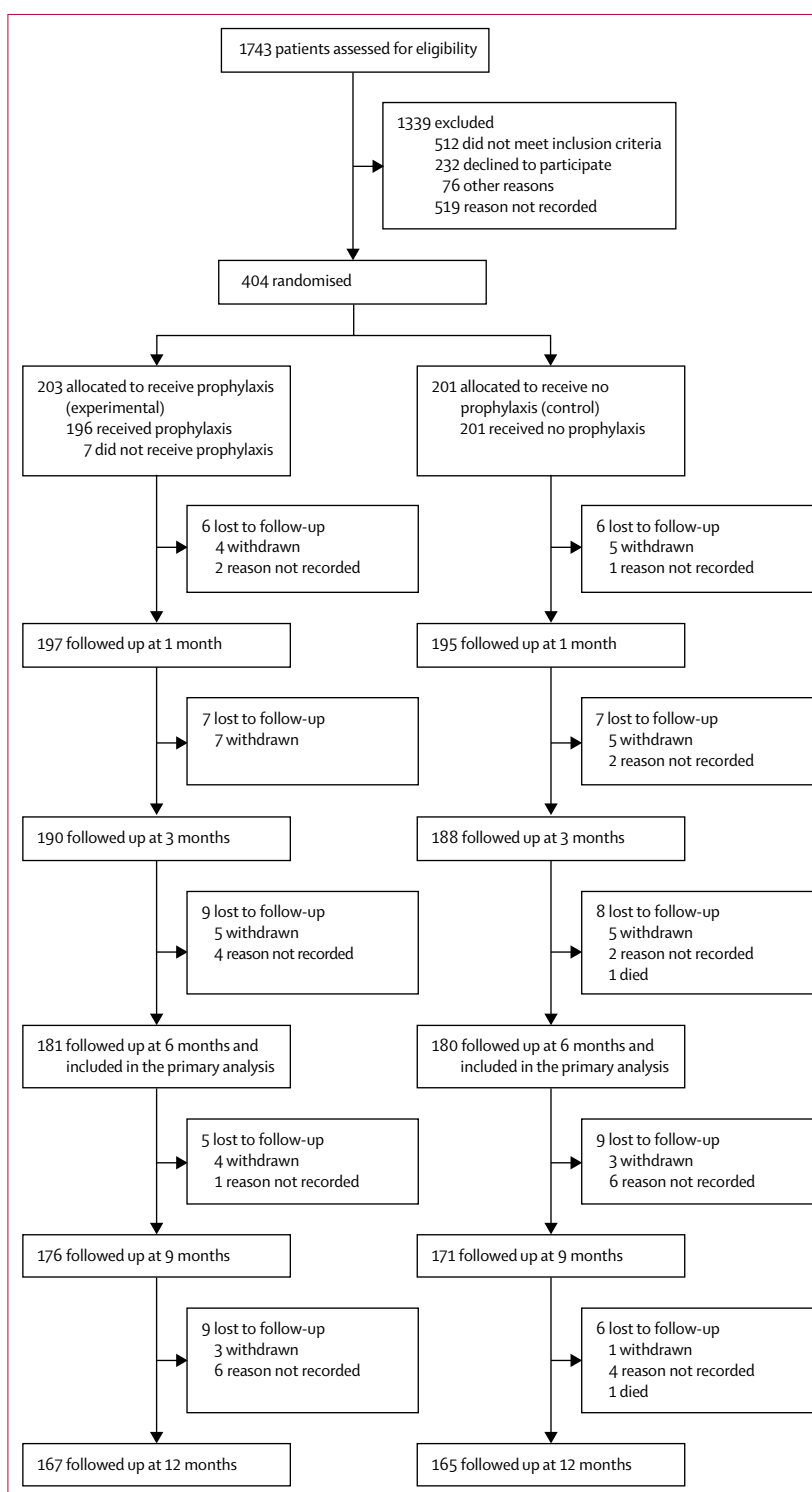 1743 patients assessed for eligibility
1339 excluded
512 did not meet inclusion criteria
232 declined to participate
76 other reasons
519 reason not recorded
404 randomised
203 allocated to receive prophylaxis
(experimental)
196 received prophylaxis
7 did not receive prophylaxis
201 allocated to receive no
prophylaxis (control)
201 received no prophylaxis
6 lost to follow-up
4 withdrawn
2 reason not recorded
6 lost to follow-up
5 withdrawn
1 reason not recorded
197 followed up at 1 month
195 followed up at 1 month
7 lost to follow-up
7 withdrawn
7 lost to follow-up
5 withdrawn
2 reason not recorded
190 followed up at 3 months
188 followed up at 3 months
9 lost to follow-up
5 withdrawn
4 reason not recorded
8 lost to follow-up
5 withdrawn
2 reason not recorded
1 died
181 followed up at 6 months and
included in the primary analysis
180 followed up at 6 months and
included in the primary analysis
5 lost to follow-up
4 withdrawn
1 reason not recorded
9 lost to follow-up
3 withdrawn
6 reason not recorded
176 followed up at 9 months
171 followed up at 9 months
9 lost to follow-up
3 withdrawn
6 reason not recorded
6 lost to follow-up
1 withdrawn
4 reason not recorded
1 died
167 followed up at 12 months
165 followed up at 12 months